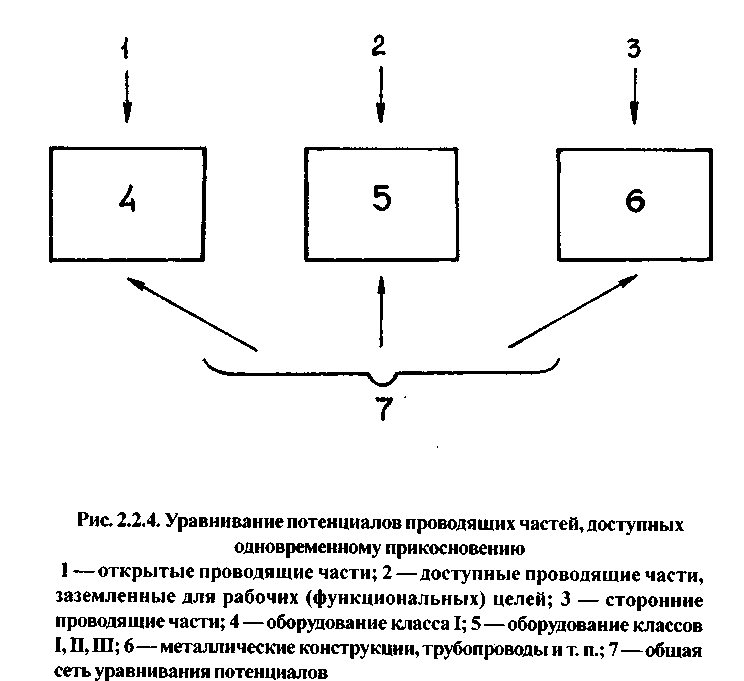 1 2 3
4 5 6
7
Рис. 2.2.4. Уравнивание потенциалов проводящих частей, доступных
одновременному прикосновению
1 — открытые проводящие части; 2 — доступные проводящие части,
заземленные для рабочих (функциональных) целей; 3 — сторонние
проводящие части; 4 — оборудование класса I; 5 — оборудование классов
I, II, III; 6 — металлические конструкции, трубопроводы и т. п.; 7 — общая
сеть уравнивания потенциалов